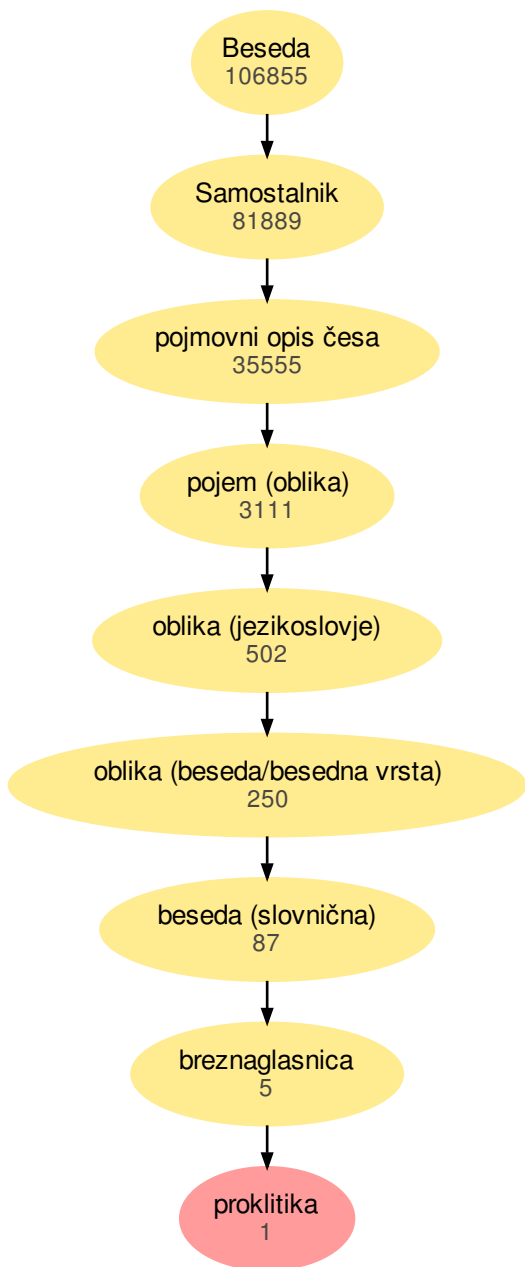 Beseda
106855
Samostalnik
81889
pojmovni opis česa
35555
pojem (oblika)
3111
oblika (jezikoslovje)
502
oblika (beseda/besedna vrsta)
250
beseda (slovnična)
87
breznaglasnica
5
proklitika
1